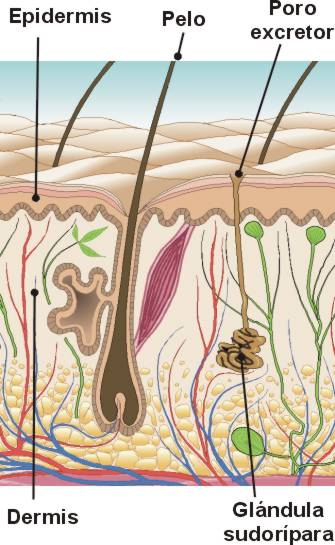 Epidermis
Pelo
Poro
excretor
Dermis
Glándula
sudorípara